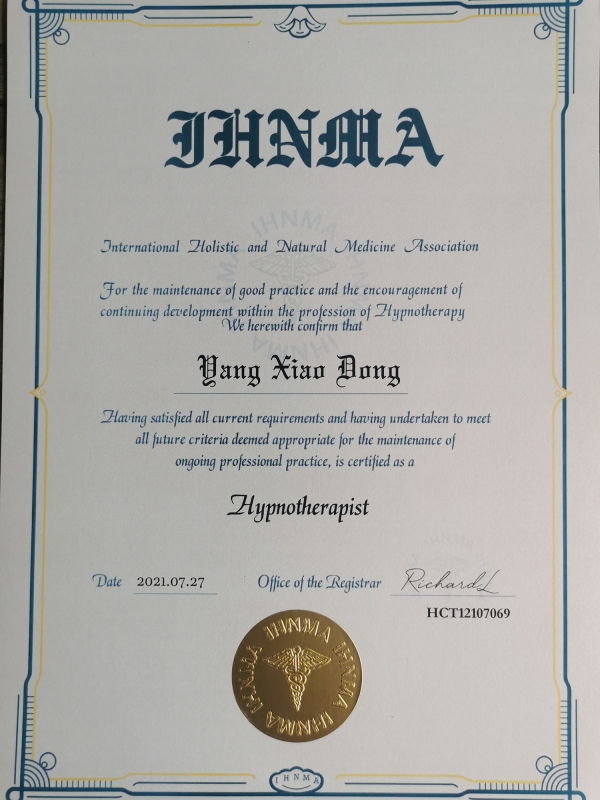 IHNMA
International Holistic and Natural Medicine Association
For the maintenance of good practice and the encouragement of
continuing development within the profession of Hypnotherapy
We herewith confirm that
Yang Xiao Dong
Having satisfied all current requirements and having undertaken to meet
all future criteria deemed appropriate for the maintenance of
ongoing professional practice, is certified as a
Hypnotherapist
Date 2021.07.27 Office of the Registrar RichardL
HCT12107069
IHNMA IHNMA IHNMA IHNMA
IHNMA